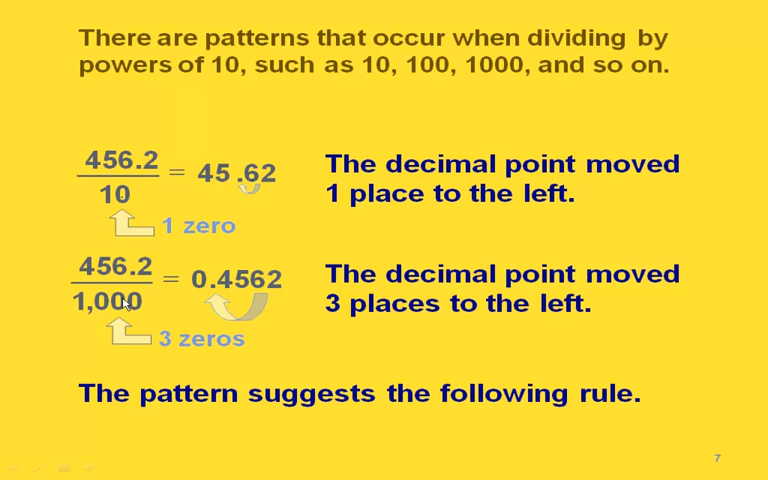 There are patterns that occur when dividing by
powers of 10, such as 10, 100, 1000, and so on.
456.2
10
= 45 .62
The decimal point moved
1 place to the left.
1 zero
456.2
1,000
= 0.4562
The decimal point moved
3 places to the left.
3 zeros
The pattern suggests the following rule.
7